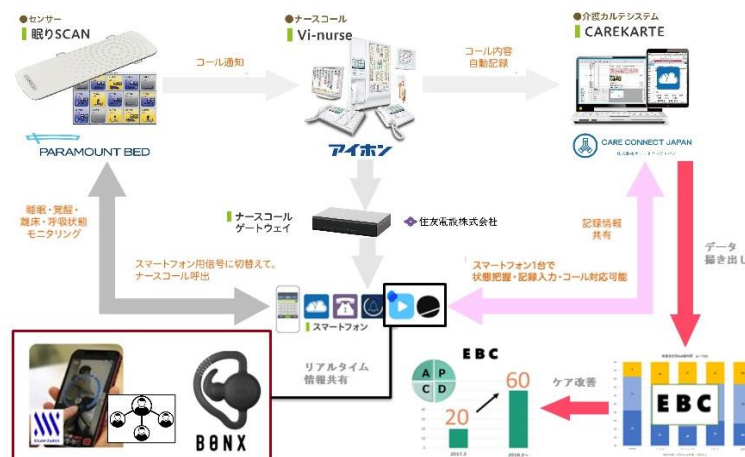 ●センサー
眠りSCAN
●ナースコール
Vi-nurse
●介護カルテシステム
CAREKARTE
コール通知
コール内容
自動記録
PARAMOUNT BED
アイホン
CARE CONNECT JAPAN
睡眠・覚醒・
離床・呼吸状態
モニタリング
ナースコール
ゲートウェイ
住友電設株式会社
記録情報
共有
データ
掃き出し
スマートフォン用信号に切替えて、
ナースコール呼出
スマートフォン1台で
状態把握・記録入力・コール対応可能
スマートフォン
リアルタイム
情報共有
BONX
EBC
A P
C D
20
60
2017.3
ケア改善
EBC